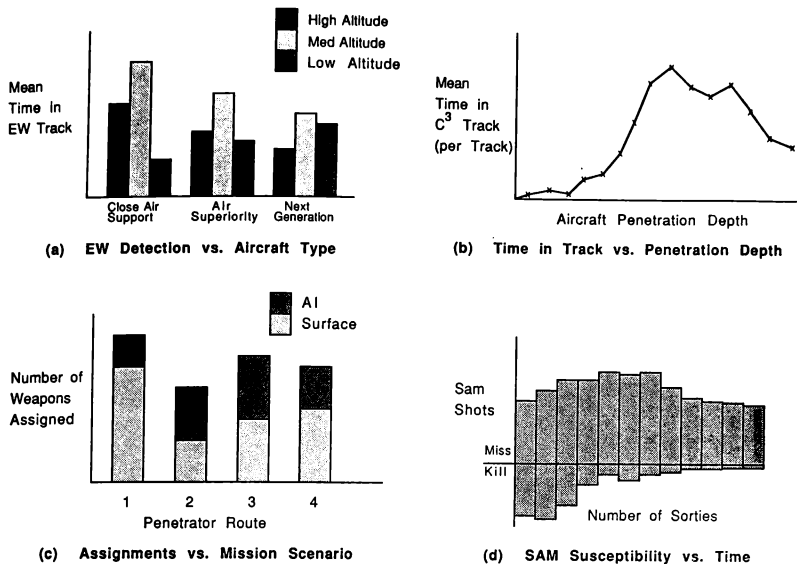 High Altitude
Med Altitude
Low Altitude
Mean
Time in
EW Track
Close Air
Support
Air
Superiority
Next
Generation
(a) EW Detection vs. Aircraft Type
Mean
Time in
C³ Track
(per Track)
Aircraft Penetration Depth
(b) Time in Track vs. Penetration Depth
AI
Surface
Number of
Weapons
Assigned
1 2 3 4
Penetrator Route
(c) Assignments vs. Mission Scenario
Sam
Shots
Miss
Kill
Number of Sorties
(d) SAM Susceptibility vs. Time